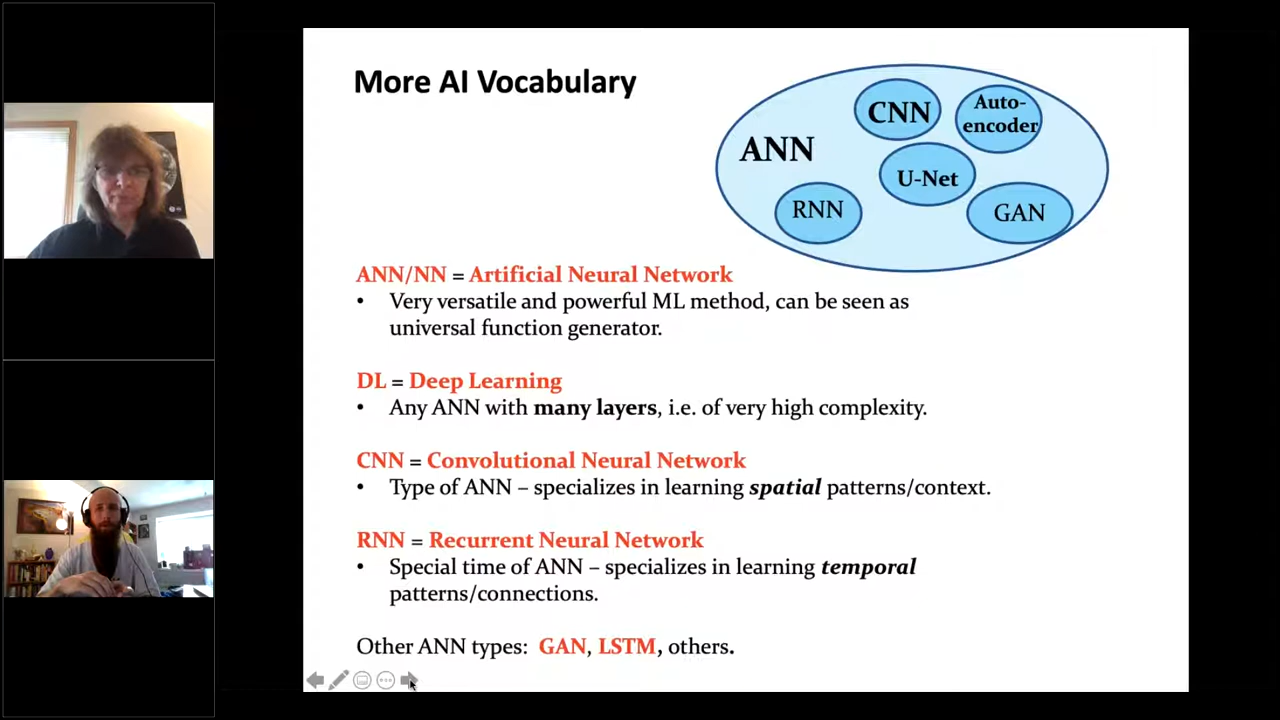 More AI Vocabulary
ANN
CNN
Auto-
encoder
U-Net
RNN
GAN
ANN/NN = Artificial Neural Network
• Very versatile and powerful ML method, can be seen as
universal function generator.
DL = Deep Learning
• Any ANN with many layers, i.e. of very high complexity.
CNN = Convolutional Neural Network
• Type of ANN – specializes in learning spatial patterns/context.
RNN = Recurrent Neural Network
• Special time of ANN – specializes in learning temporal
patterns/connections.
Other ANN types: GAN, LSTM, others.